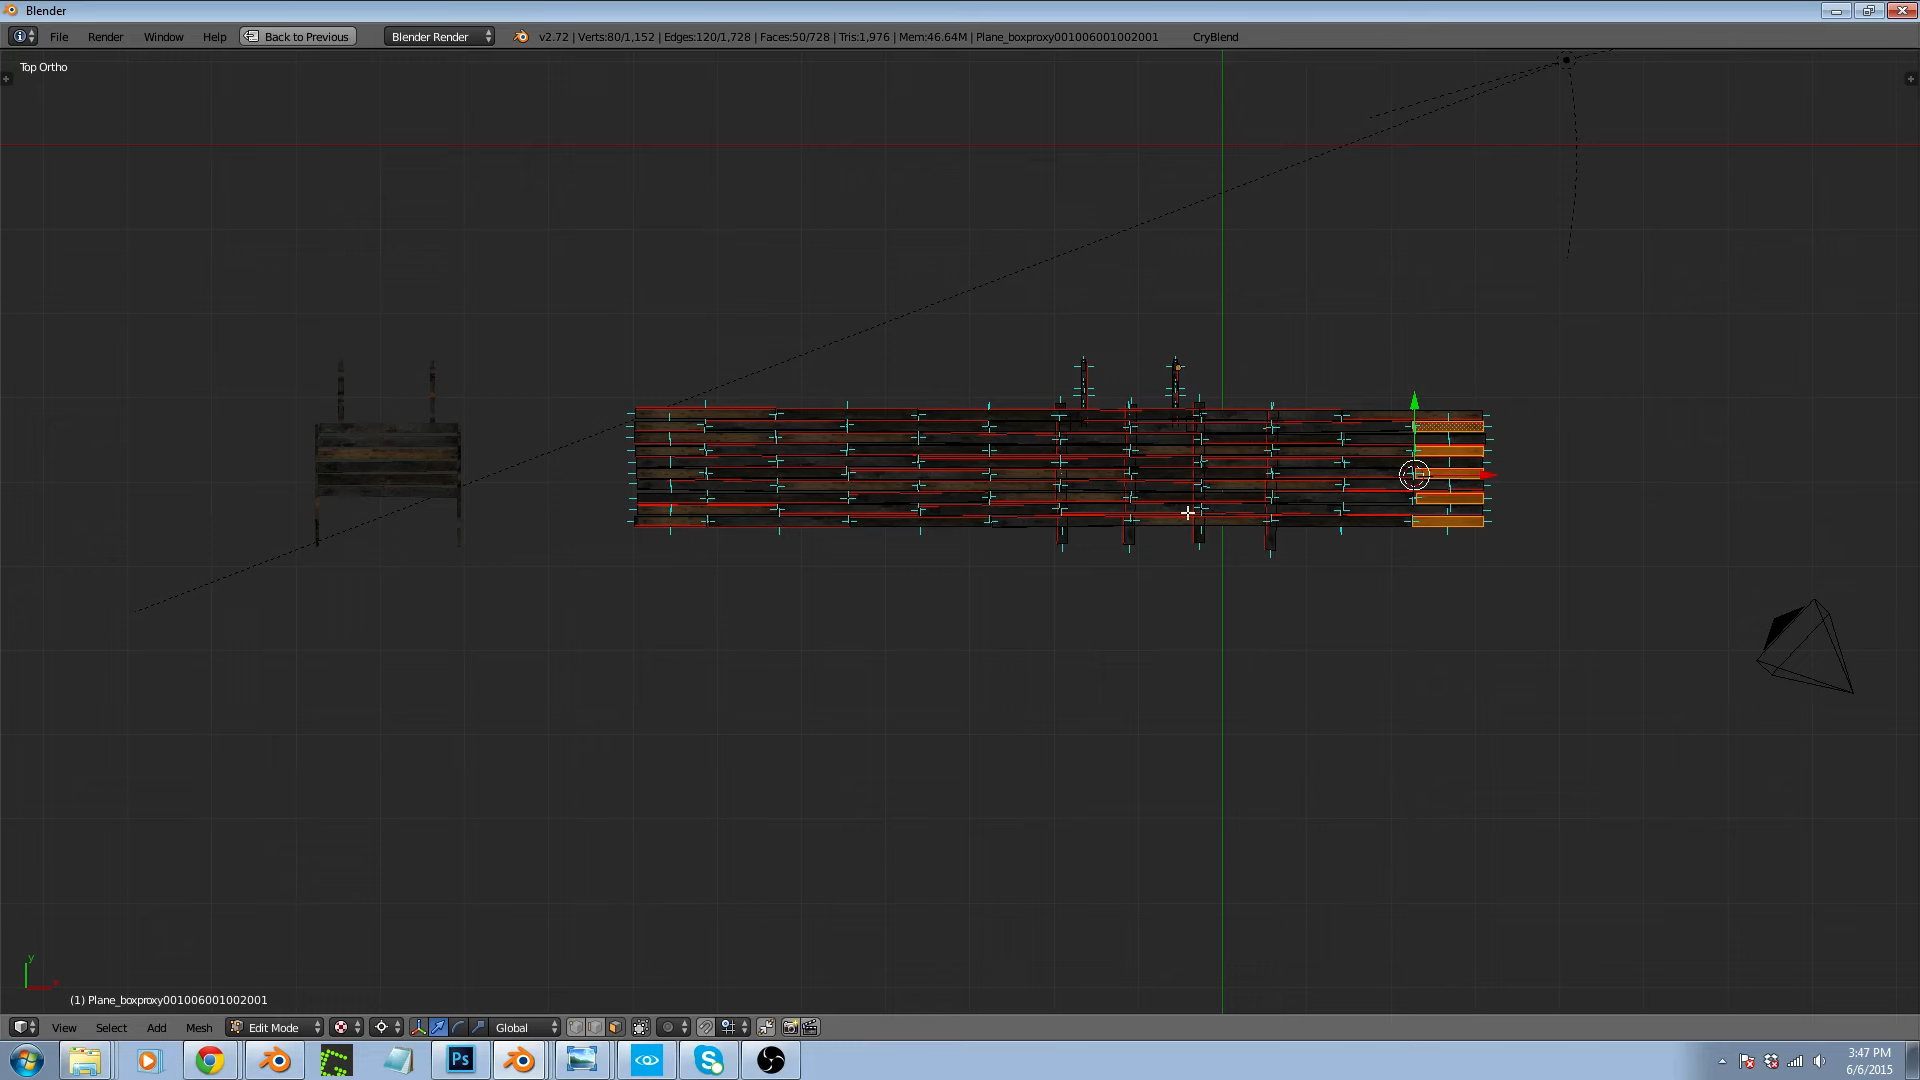 Blender
File Render Window Help Back to Previous Blender Render v2.72 | Verts:80/1,152 | Edges:120/1,728 | Faces:50/728 | Tris:1,976 | Mem:46.64M | Plane_boxproxy001006001002001 CryBlend
Top Ortho
y
x
(1) Plane_boxproxy001006001002001
View Select Add Mesh Edit Mode Global
Ps
3:47 PM
6/6/2015